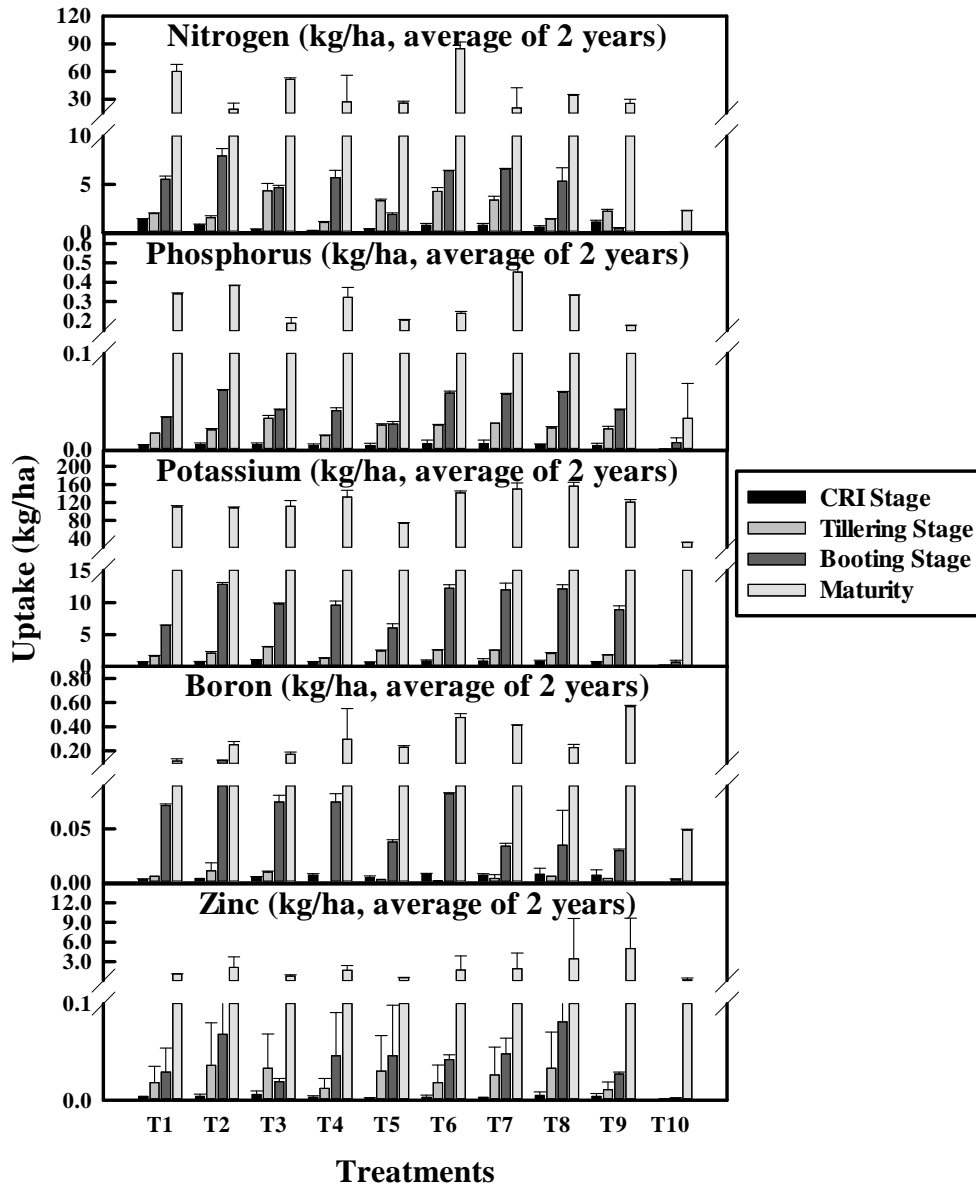 120
Nitrogen (kg/ha, average of 2 years)
90
60
30
10
5
0
0.6
Phosphorus (kg/ha, average of 2 years)
0.5
0.4
0.3
0.2
0.1
0.0
200
Potassium (kg/ha, average of 2 years)
160
120
80
40
15
10
5
0
0.80
Boron (kg/ha, average of 2 years)
0.60
0.40
0.20
0.05
0.00
12.0
Zinc (kg/ha, average of 2 years)
9.0
6.0
3.0
0.1
0.0
T1 T2 T3 T4 T5 T6 T7 T8 T9 T10
Treatments
Uptake (kg/ha)
CRI Stage
Tillering Stage
Booting Stage
Maturity